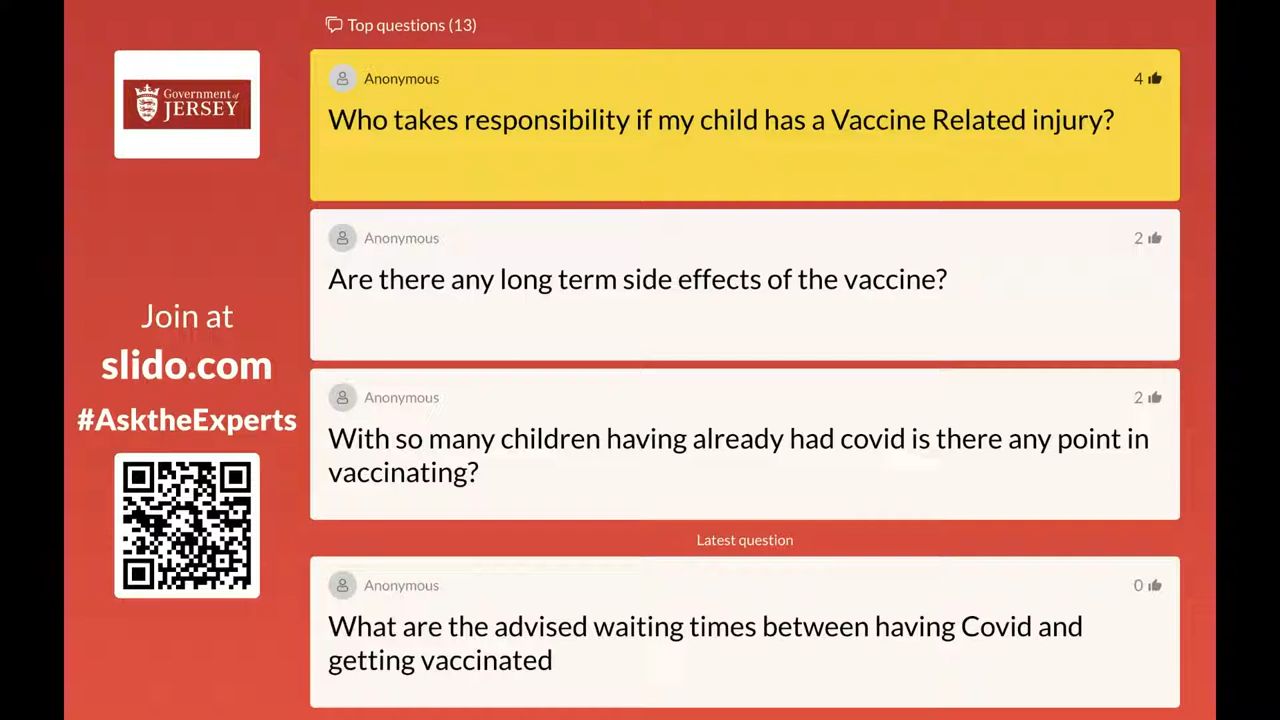 Top questions (13)
Government of
JERSEY
Anonymous
4
Who takes responsibility if my child has a Vaccine Related injury?
Anonymous
2
Are there any long term side effects of the vaccine?
Join at
slido.com
#AsktheExperts
Anonymous
2
With so many children having already had covid is there any point in
vaccinating?
Latest question
Anonymous
0
What are the advised waiting times between having Covid and
getting vaccinated